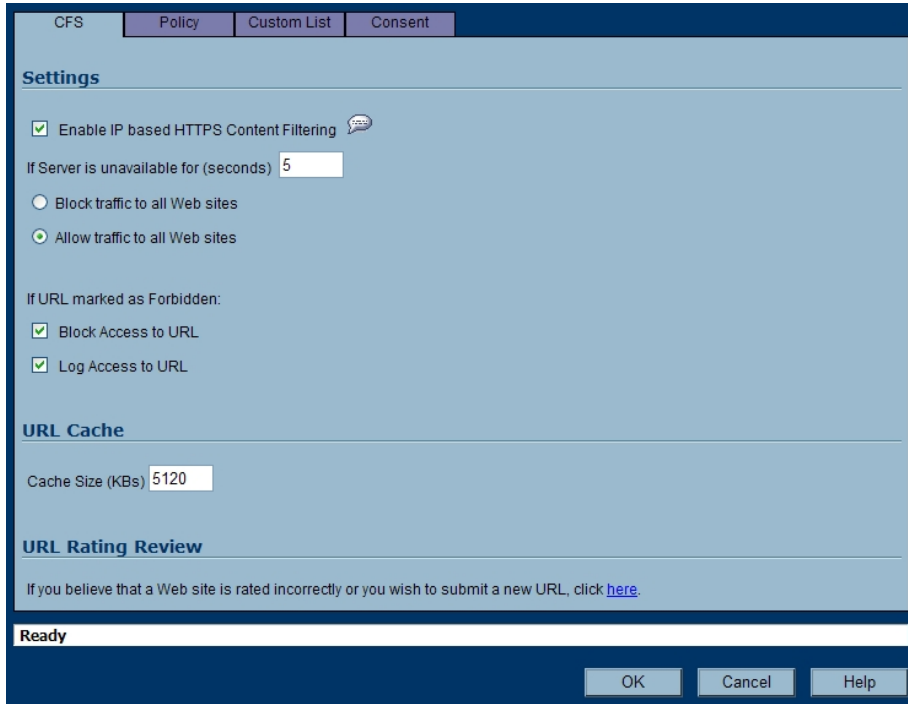 CFS Policy Custom List Consent
Settings
Enable IP based HTTPS Content Filtering
If Server is unavailable for (seconds) 5
Block traffic to all Web sites
Allow traffic to all Web sites
If URL marked as Forbidden:
Block Access to URL
Log Access to URL
URL Cache
Cache Size (KBs) 5120
URL Rating Review
If you believe that a Web site is rated incorrectly or you wish to submit a new URL, click here.
Ready
OK Cancel Help